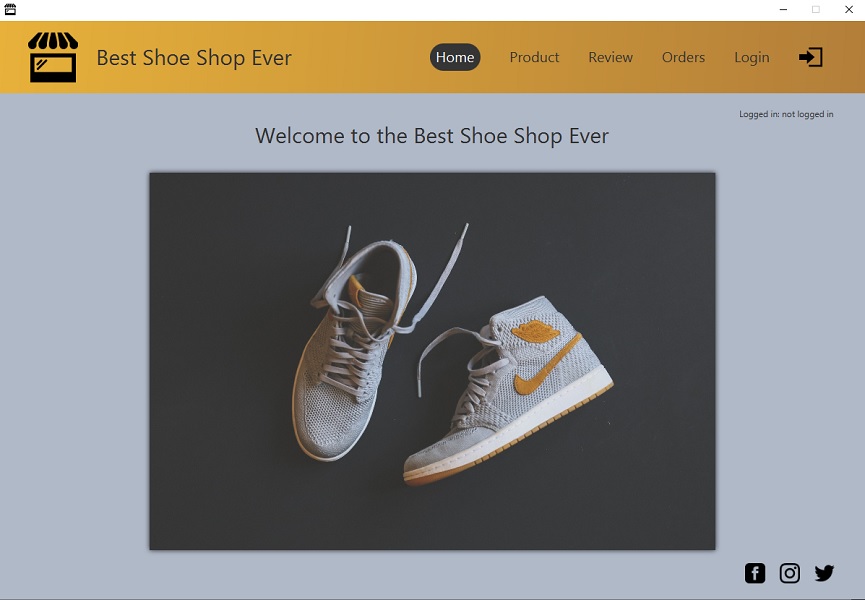 Best Shoe Shop Ever
Home Product Review Orders Login
Logged in: not logged in
Welcome to the Best Shoe Shop Ever